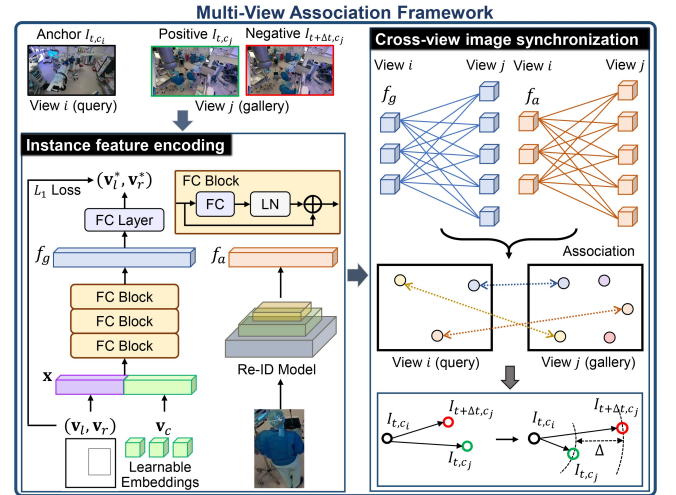 Multi-View Association Framework
Anchor I_{t,c_i}
Positive I_{t,c_j}
Negative I_{t+Δt,c_j}
View i (query)
View j (gallery)
Instance feature encoding
L_1 Loss
(v_l^*, v_r^*)
FC Layer
FC Block
FC
LN
f_g
f_a
FC Block
FC Block
FC Block
Re-ID Model
x
(v_l, v_r)
v_c
Learnable
Embeddings
Cross-view image synchronization
View i
View j
View i
View j
f_g
f_a
Association
View i (query)
View j (gallery)
I_{t,c_i}
I_{t+Δt,c_j}
I_{t,c_j}
I_{t,c_i}
I_{t+Δt,c_j}
Δ
I_{t,c_j}